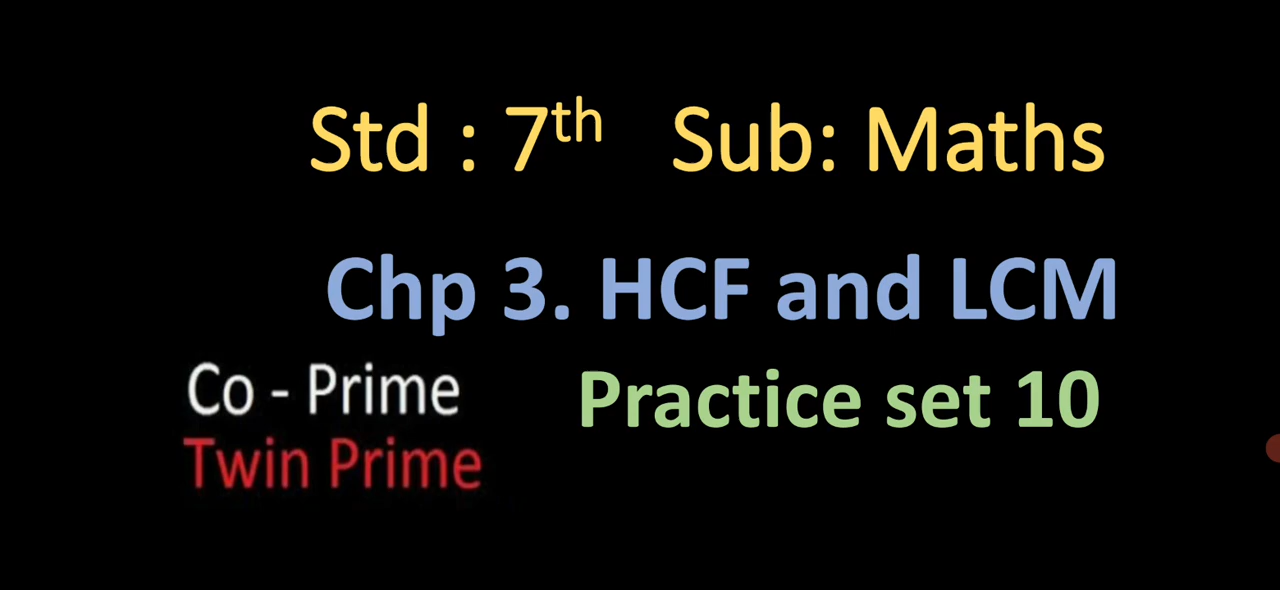 Std : 7th Sub: Maths
Chp 3. HCF and LCM
Co - Prime
Twin Prime
Practice set 10